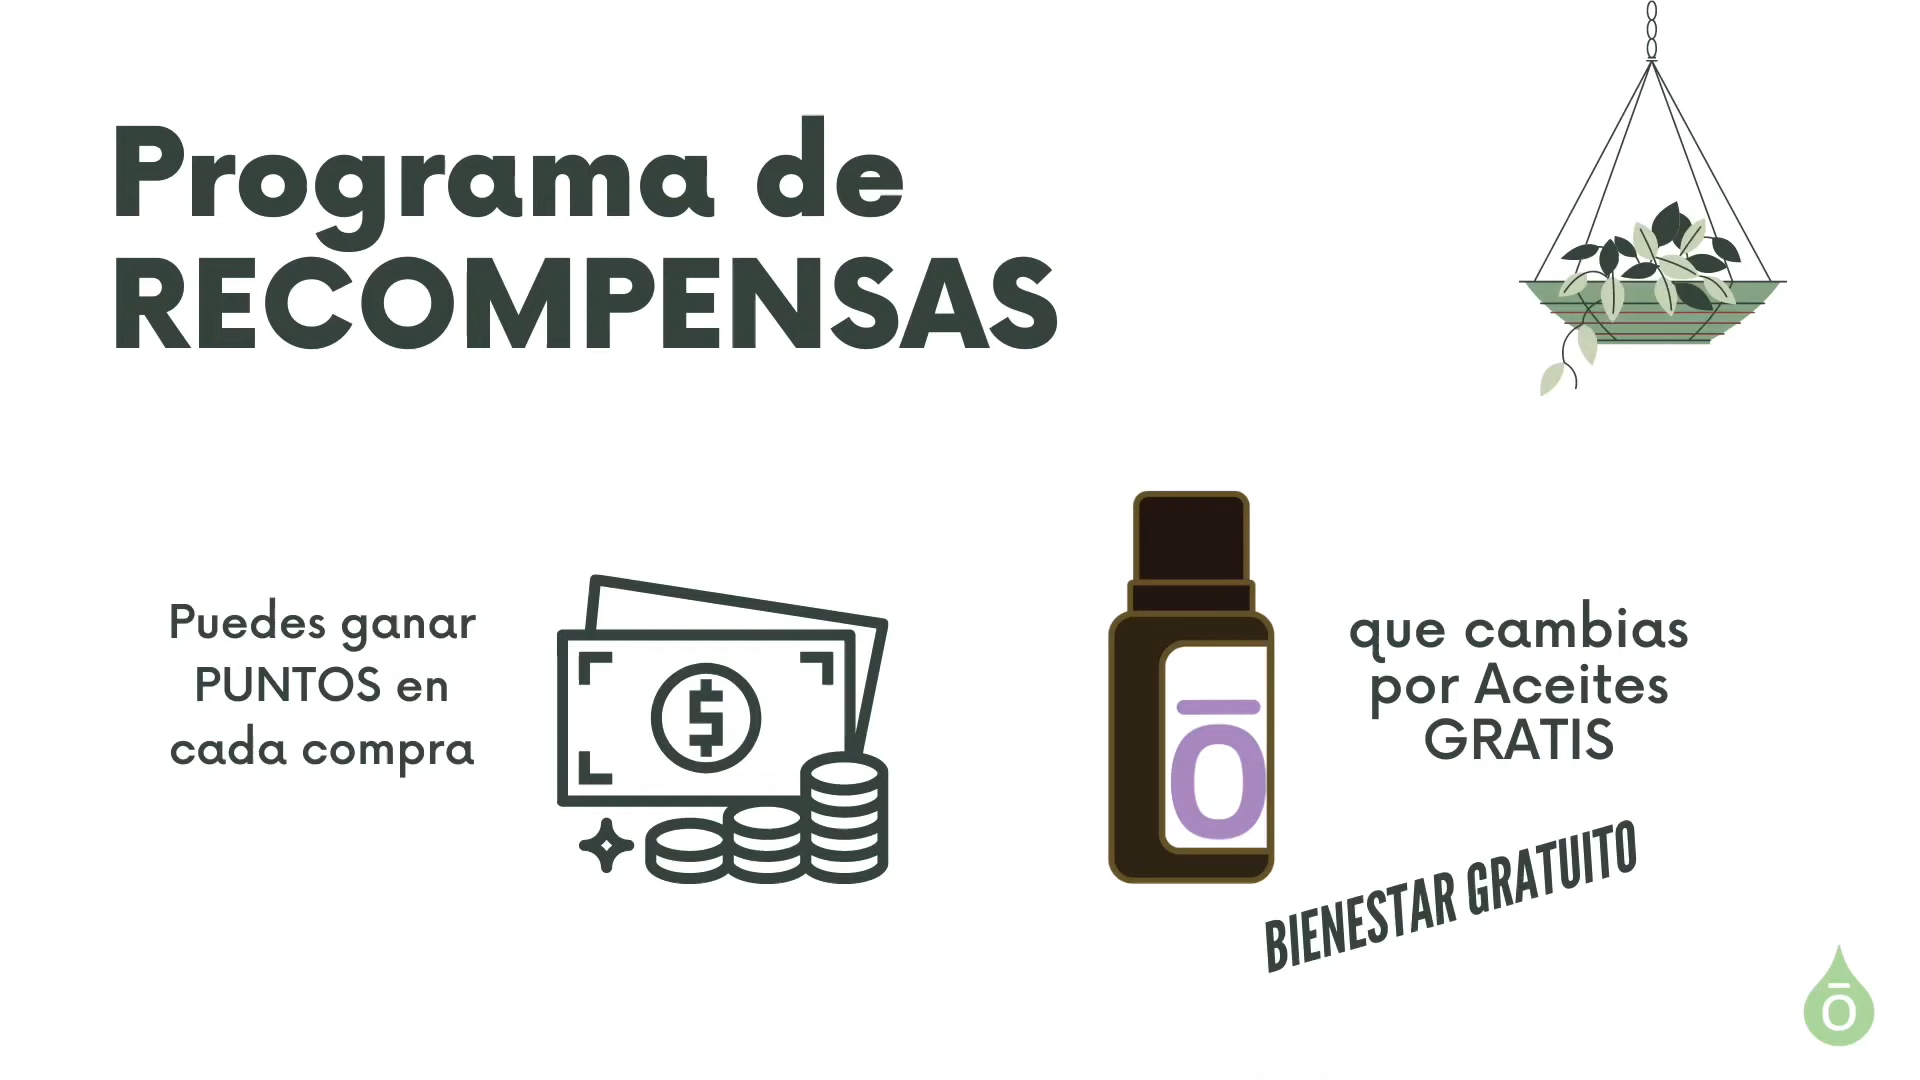 Programa de
RECOMPENSAS
Puedes ganar
PUNTOS en
cada compra
$
ō
que cambias
por Aceites
GRATIS
BIENESTAR GRATUITO
ō